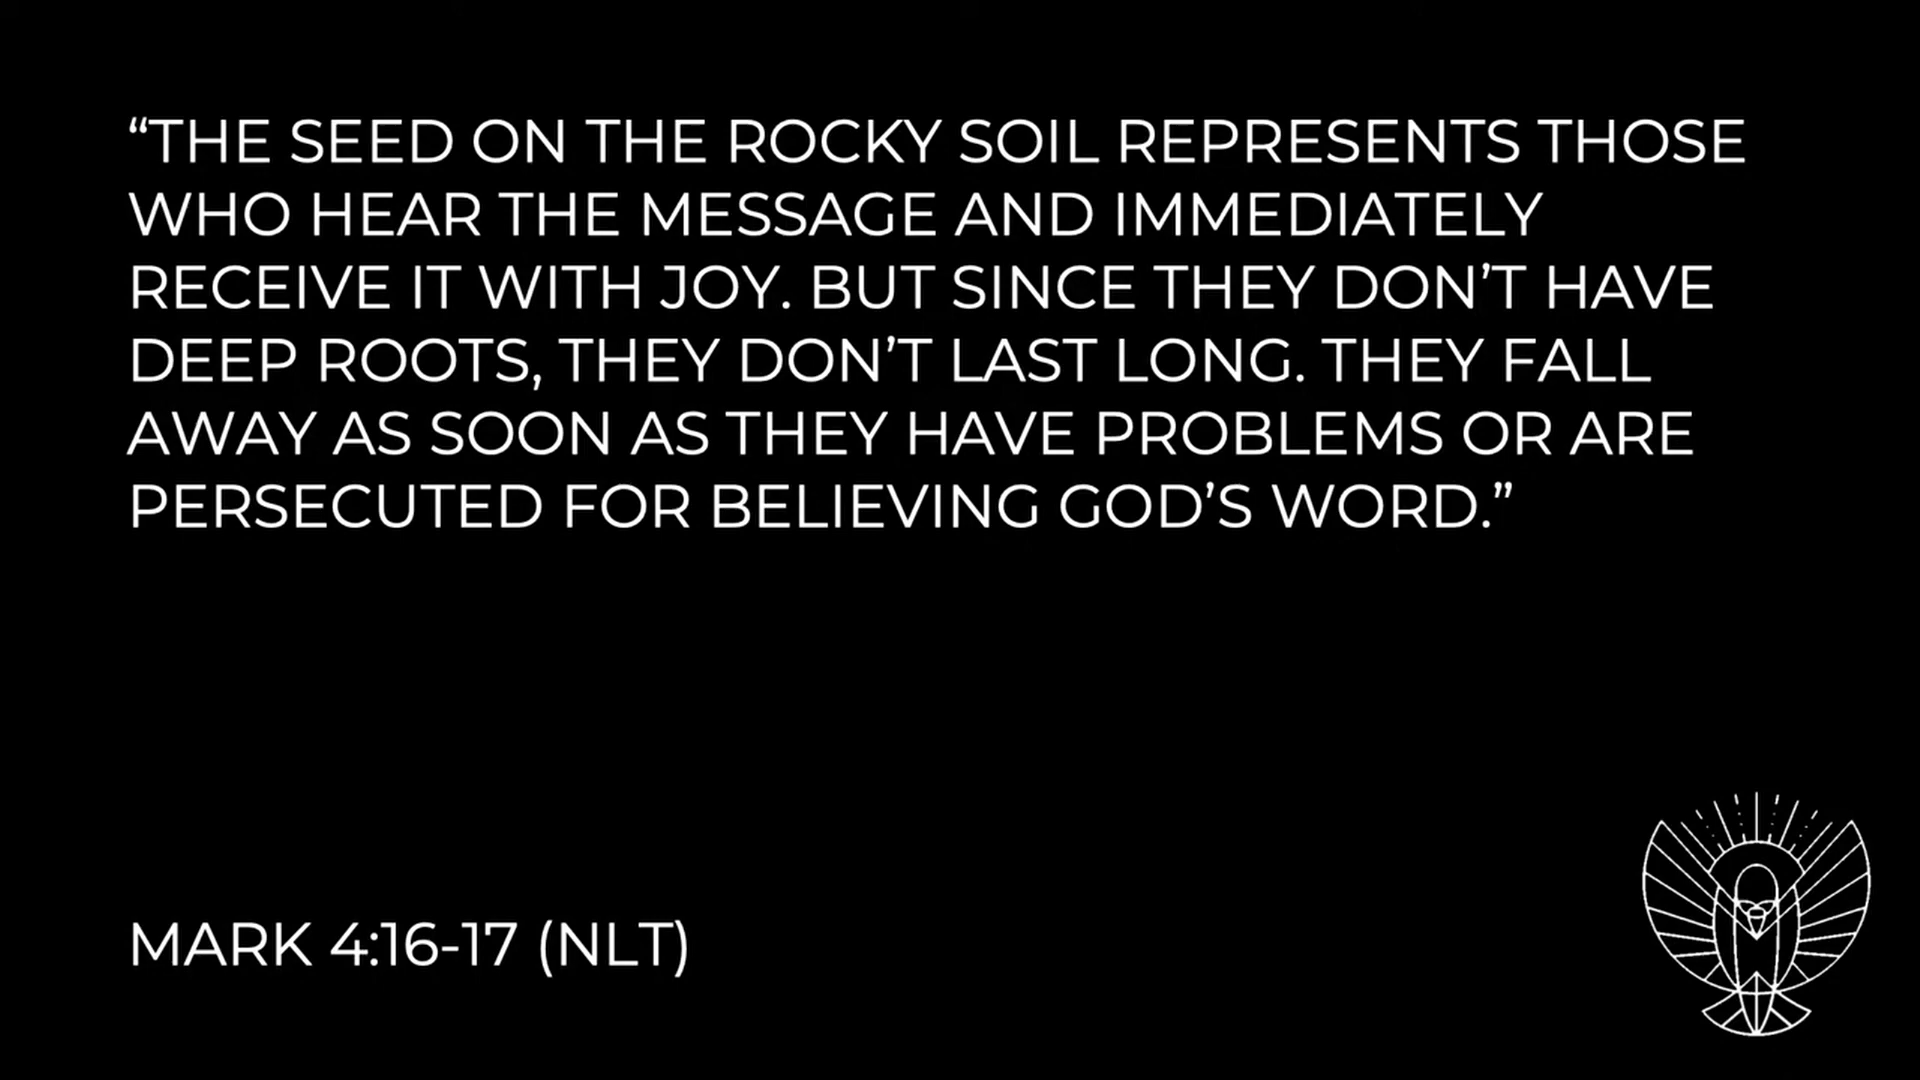 “THE SEED ON THE ROCKY SOIL REPRESENTS THOSE
WHO HEAR THE MESSAGE AND IMMEDIATELY
RECEIVE IT WITH JOY. BUT SINCE THEY DON’T HAVE
DEEP ROOTS, THEY DON’T LAST LONG. THEY FALL
AWAY AS SOON AS THEY HAVE PROBLEMS OR ARE
PERSECUTED FOR BELIEVING GOD’S WORD.”
MARK 4:16-17 (NLT)